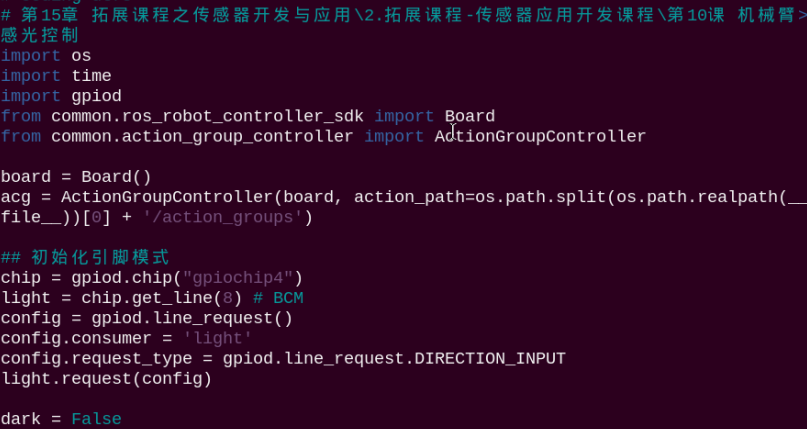 # 第15章 拓展课程之传感器开发与应用\2.拓展课程-传感器应用开发课程\第10课 机械臂>
感光控制
import os
import time
import gpiod
from common.ros_robot_controller_sdk import Board
from common.action_group_controller import ActionGroupController
board = Board()
acg = ActionGroupController(board, action_path=os.path.split(os.path.realpath(__
file__))[0] + '/action_groups')
## 初始化引脚模式
chip = gpiod.chip("gpiochip4")
light = chip.get_line(8) # BCM
config = gpiod.line_request()
config.consumer = 'light'
config.request_type = gpiod.line_request.DIRECTION_INPUT
light.request(config)
dark = False